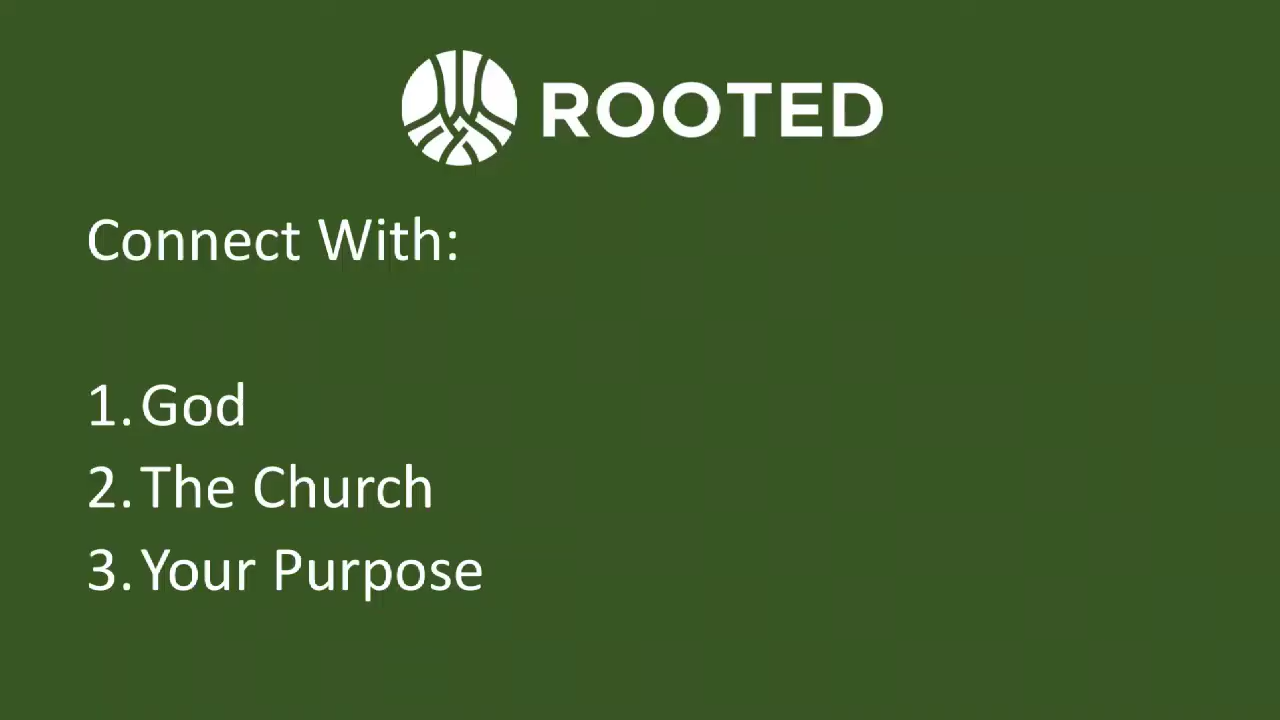 ROOTED
Connect With:
1. God
2. The Church
3. Your Purpose